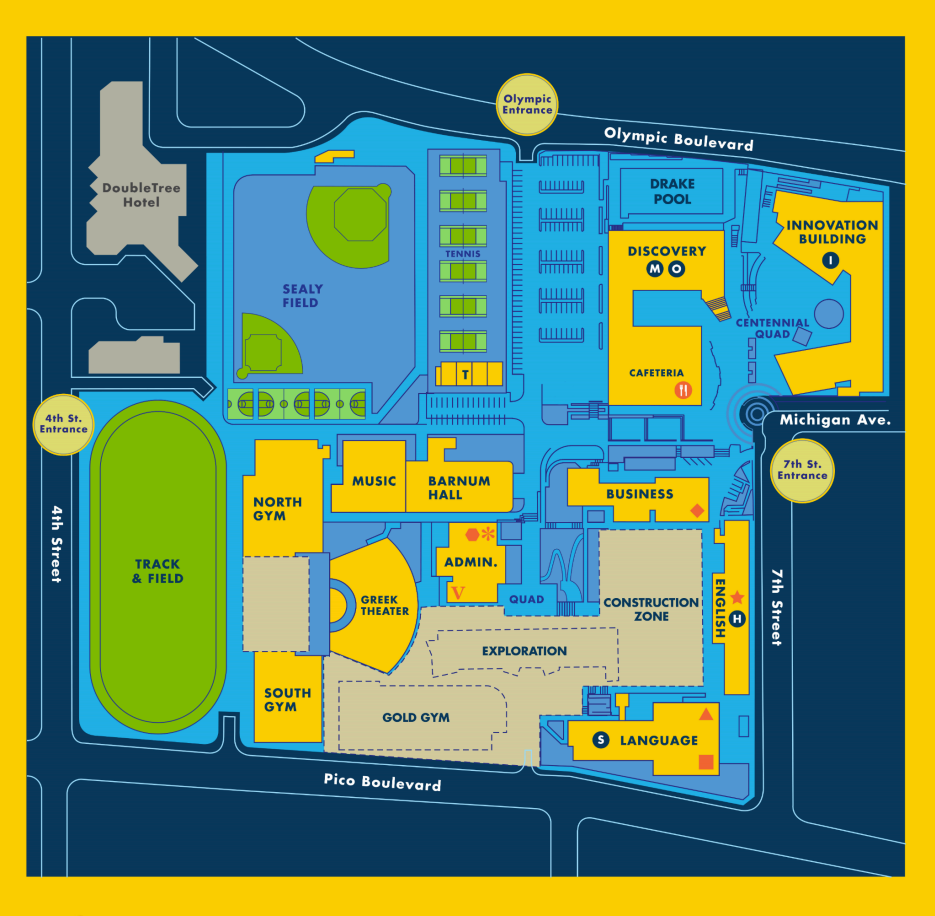 Olympic
Entrance
Olympic Boulevard
DoubleTree
Hotel
DRAKE
POOL
INNOVATION
BUILDING
I
DISCOVERY
M O
TENNIS
SEALY
FIELD
CENTENNIAL
QUAD
T
CAFETERIA
4th St.
Entrance
Michigan Ave.
7th St.
Entrance
MUSIC
BARNUM
HALL
NORTH
GYM
BUSINESS
4th Street
TRACK
& FIELD
ADMIN.
V
GREEK
THEATER
QUAD
CONSTRUCTION
ZONE
ENGLISH
H
7th Street
EXPLORATION
SOUTH
GYM
GOLD GYM
S LANGUAGE
Pico Boulevard